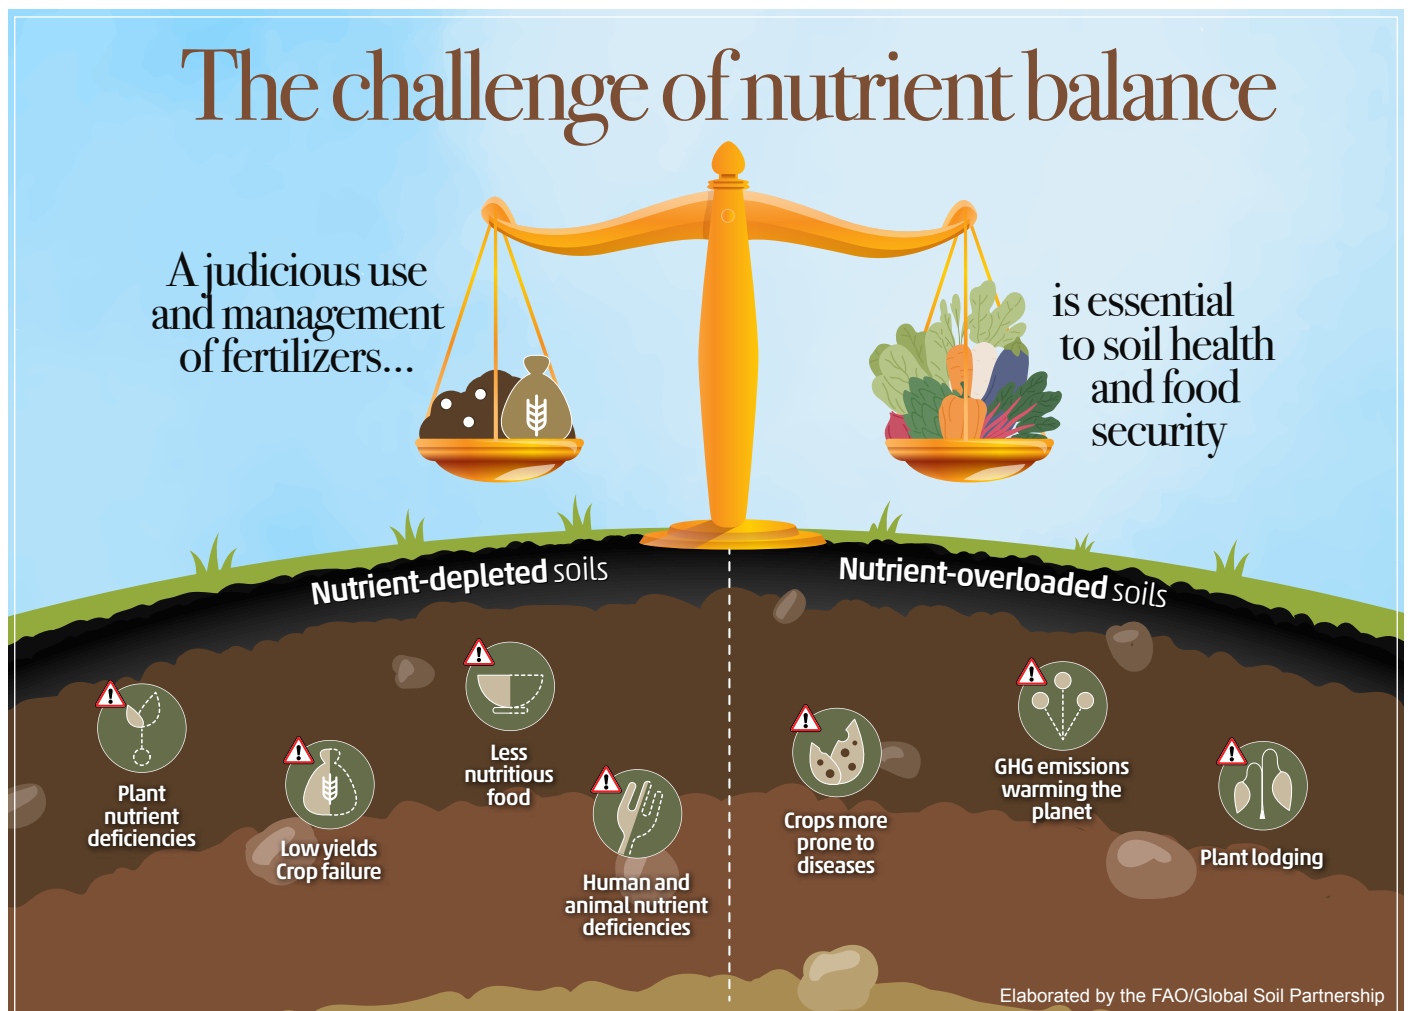 The challenge of nutrient balance
A judicious use
and management
of fertilizers...
is essential
to soil health
and food
security
Nutrient-depleted soils
Nutrient-overloaded soils
Plant
nutrient
deficiencies
Low yields
Crop failure
Less
nutritious
food
Human and
animal nutrient
deficiencies
Crops more
prone to
diseases
GHG emissions
warming the
planet
Plant lodging
Elaborated by the FAO/Global Soil Partnership